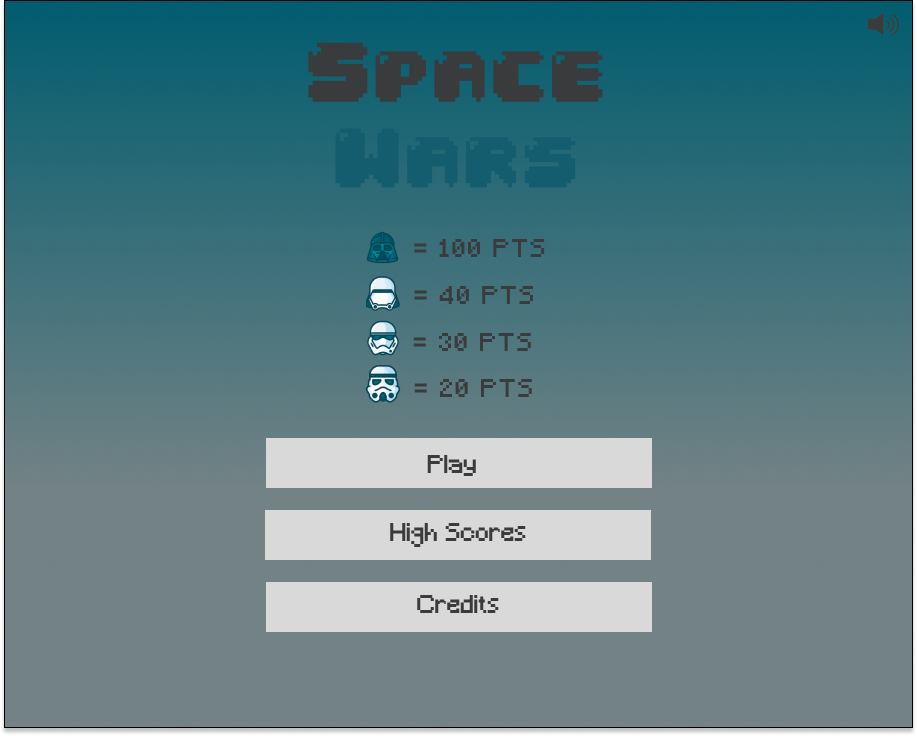 Space
Wars
= 100 PTS
= 40 PTS
= 30 PTS
= 20 PTS
Play
High Scores
Credits